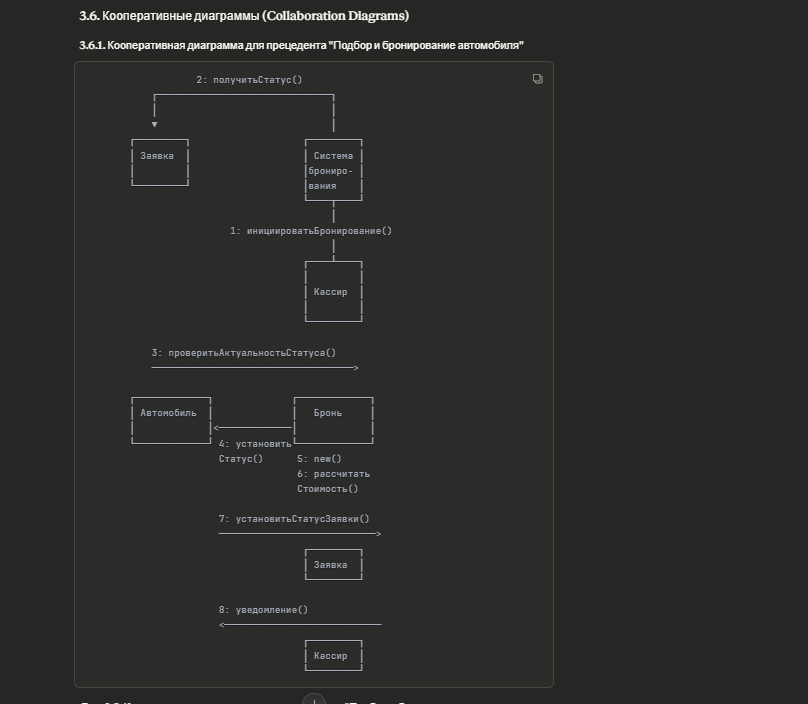 3.6. Кооперативные диаграммы (Collaboration Diagrams)
3.6.1. Кооперативная диаграмма для прецедента "Подбор и бронирование автомобиля"
2: получитьСтатус()
Заявка
Система
брониро-
вания
1: инициироватьБронирование()
Кассир
3: проверитьАктуальностьСтатуса()
Автомобиль
Бронь
4: установить
Статус()
5: new()
6: рассчитать
Стоимость()
7: установитьСтатусЗаявки()
Заявка
8: уведомление()
Кассир